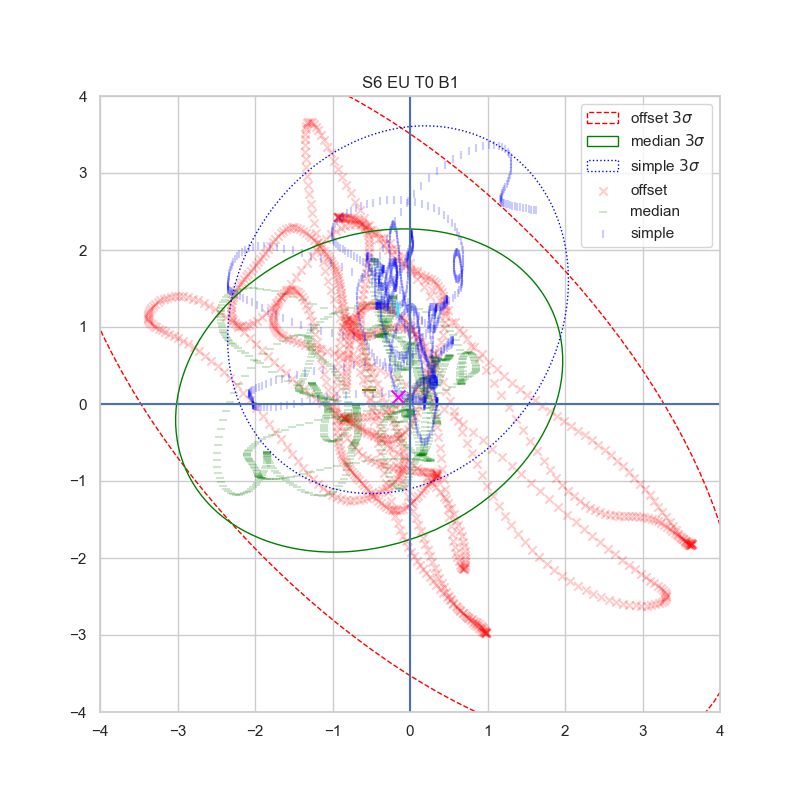 S6 EU T0 B1
offset 3σ
median 3σ
simple 3σ
offset
median
simple
4
3
2
1
0
−1
−2
−3
−4
−4 −3 −2 −1 0 1 2 3 4